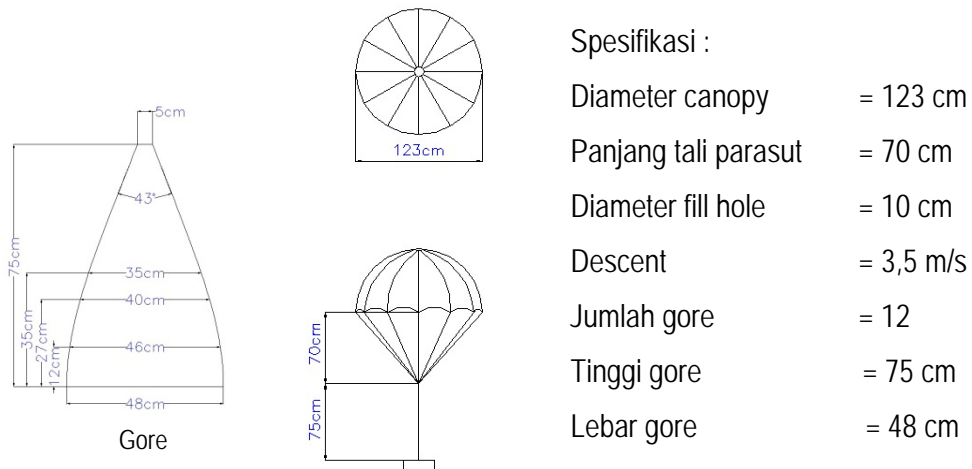 5cm
43°
75cm
35cm
35cm
40cm
27cm
46cm
12cm
48cm
Gore
123cm
70cm
75cm
Spesifikasi :
Diameter canopy = 123 cm
Panjang tali parasut = 70 cm
Diameter fill hole = 10 cm
Descent = 3,5 m/s
Jumlah gore = 12
Tinggi gore = 75 cm
Lebar gore = 48 cm